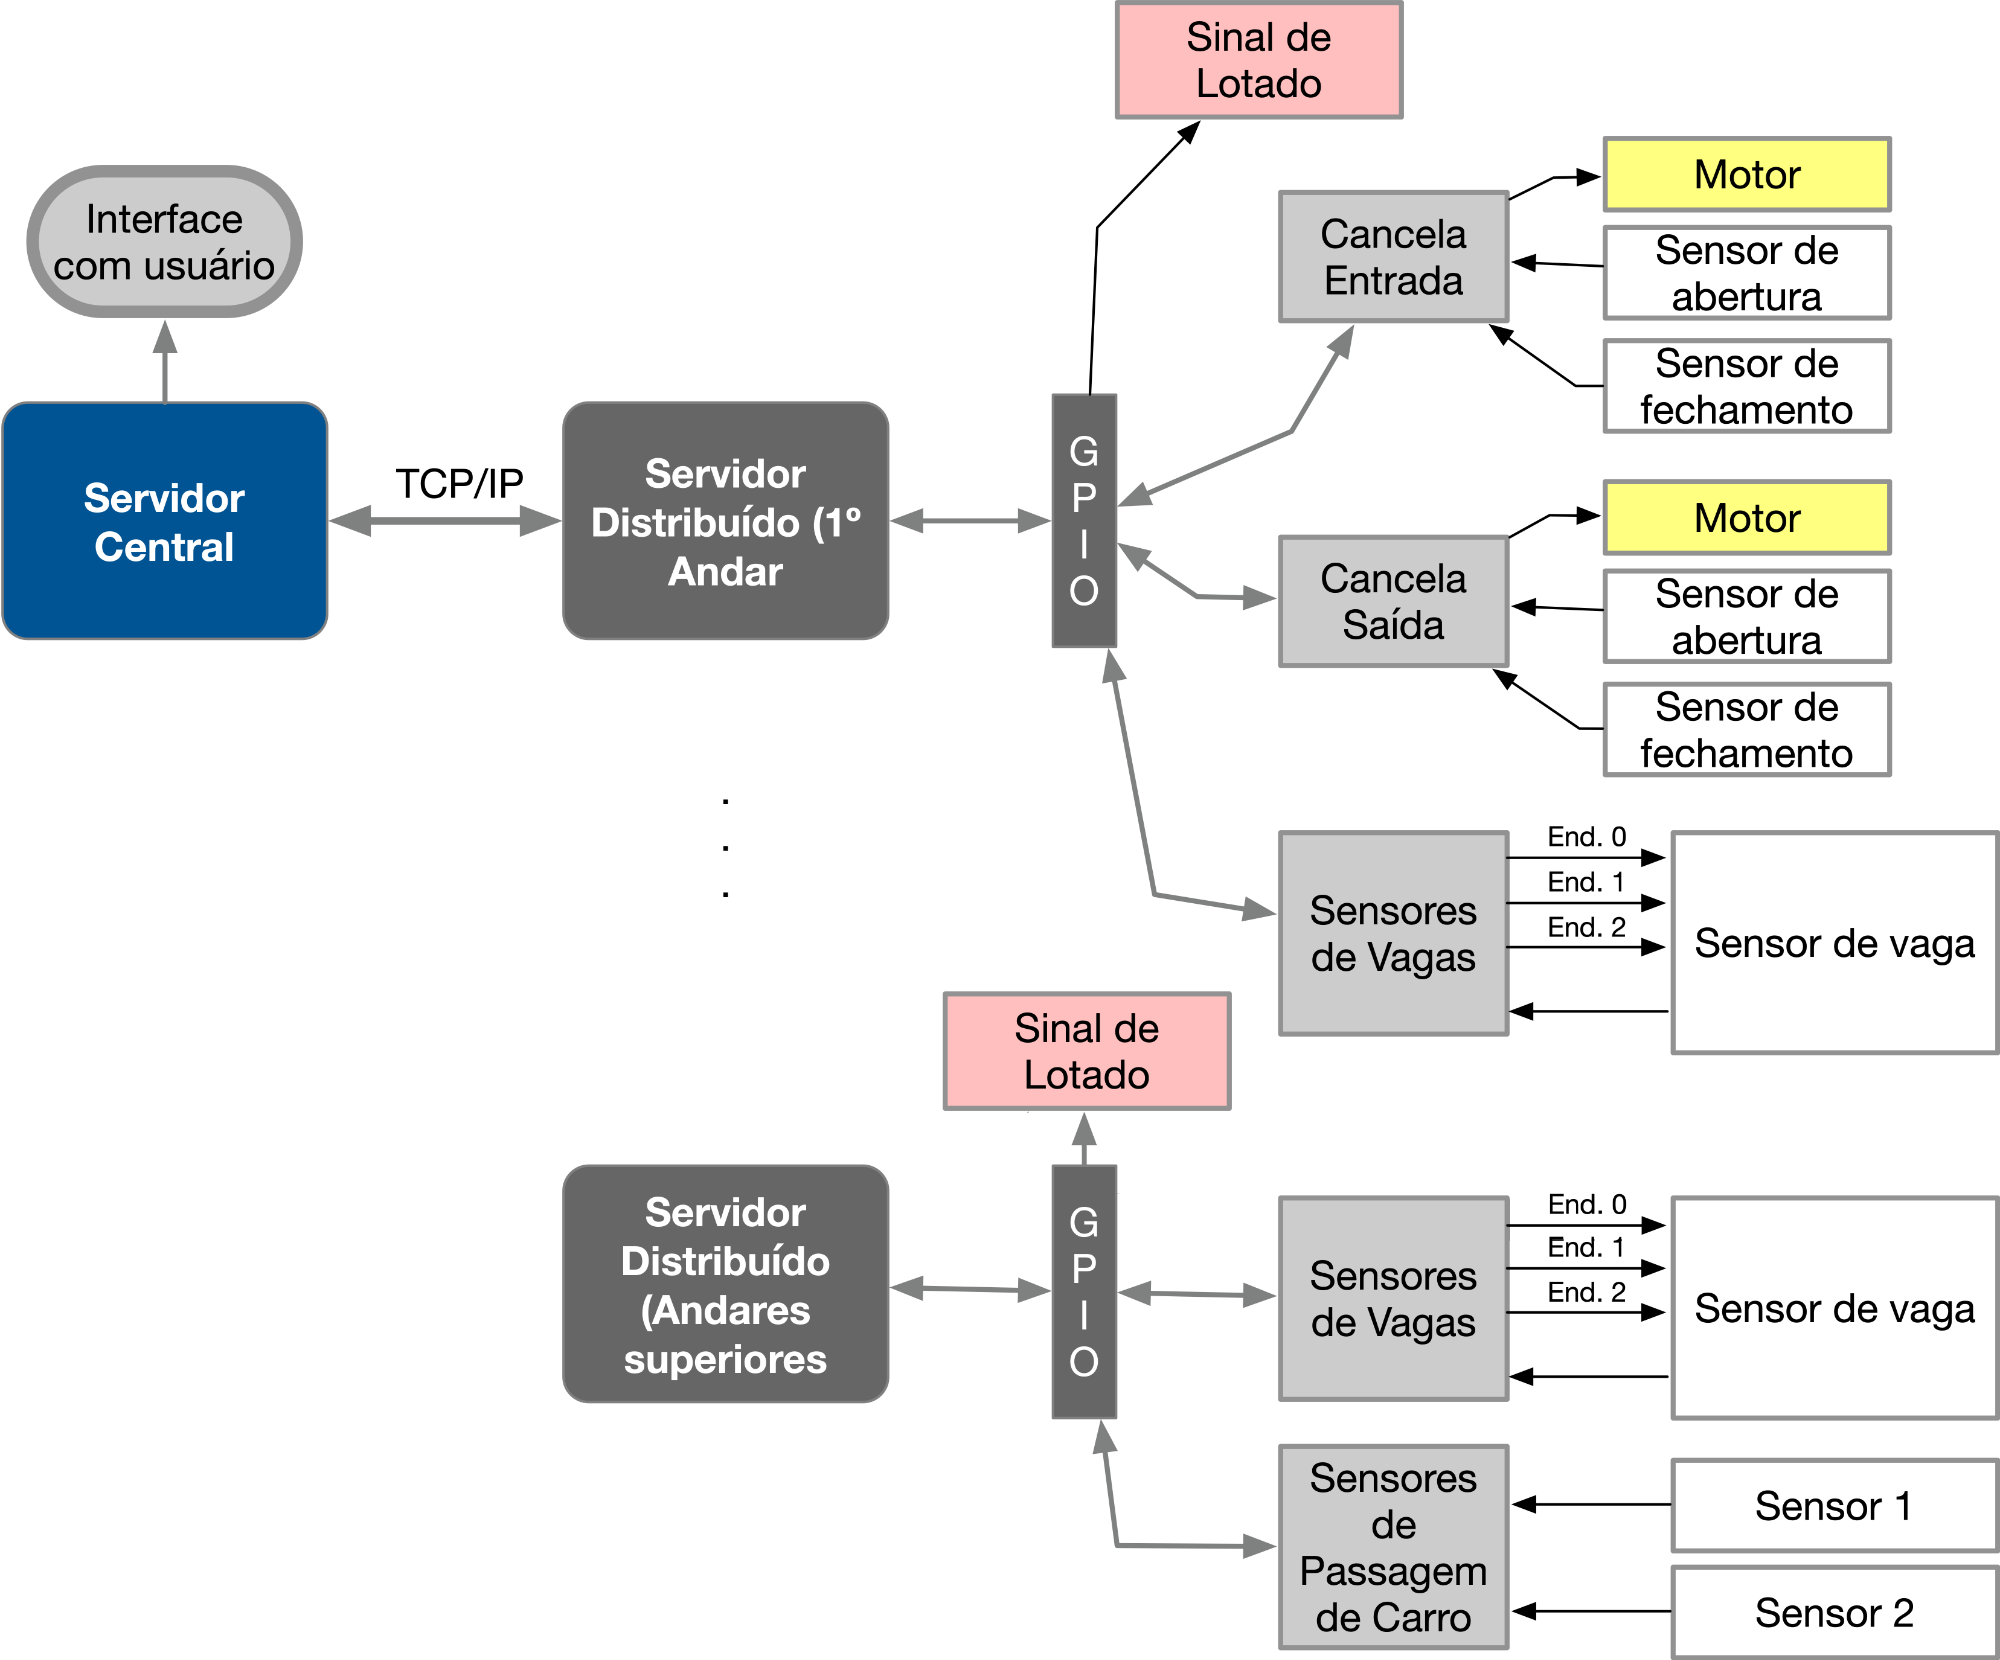 Sinal de
Lotado
Interface
com usuário
Servidor
Central
TCP/IP
Servidor
Distribuído (1º
Andar
G
P
I
O
Cancela
Entrada
Motor
Sensor de
abertura
Sensor de
fechamento
Cancela
Saída
Motor
Sensor de
abertura
Sensor de
fechamento
.
.
.
Sensores
de Vagas
End. 0
End. 1
End. 2
Sensor de vaga
Sinal de
Lotado
Servidor
Distribuído
(Andares
superiores
G
P
I
O
Sensores
de Vagas
End. 0
End. 1
End. 2
Sensor de vaga
Sensores
de
Passagem
de Carro
Sensor 1
Sensor 2